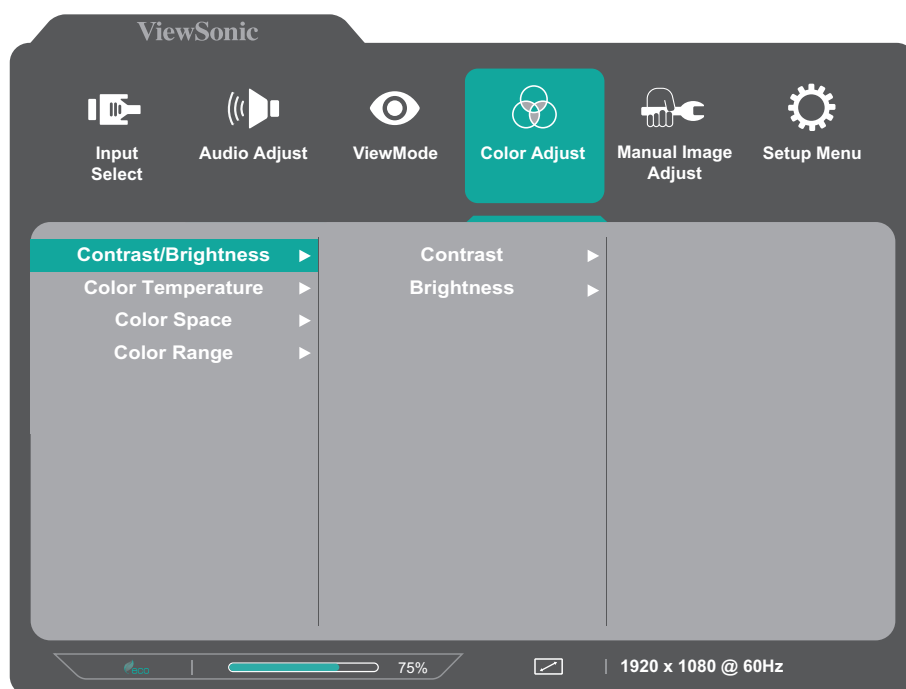 ViewSonic
Input
Select
Audio Adjust
ViewMode
Color Adjust
Manual Image
Adjust
Setup Menu
Contrast/Brightness
Color Temperature
Color Space
Color Range
Contrast
Brightness
eco
75%
1920 x 1080 @ 60Hz